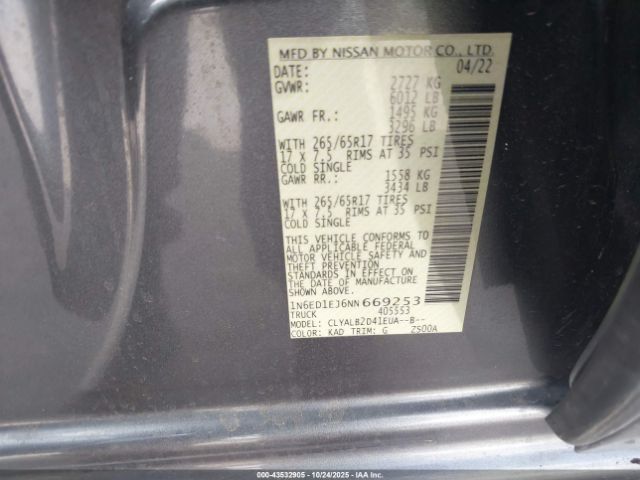 MFD BY NISSAN MOTOR CO., LTD.
DATE: 04/22
GVWR: 2727 KG
6012 LB
GAWR FR.: 1495 KG
3296 LB
WITH 265/65R17 TIRES
17 X 7.5 RIMS AT 35 PSI
COLD SINGLE
GAWR RR.: 1558 KG
3434 LB
WITH 265/65R17 TIRES
17 X 7.5 RIMS AT 35 PSI
COLD SINGLE
THIS VEHICLE CONFORMS TO
ALL APPLICABLE FEDERAL
MOTOR VEHICLE SAFETY AND
THEFT PREVENTION
STANDARDS IN EFFECT ON
THE DATE OF MANUFACTURE
SHOWN ABOVE.
1N6ED1EJ6NN669253
TRUCK 405553
MODEL: CLYALB2D41EUA--B--
COLOR: KAD TRIM: G Z500A
00-43532905 - 10/24/2025 - IAAI.COM